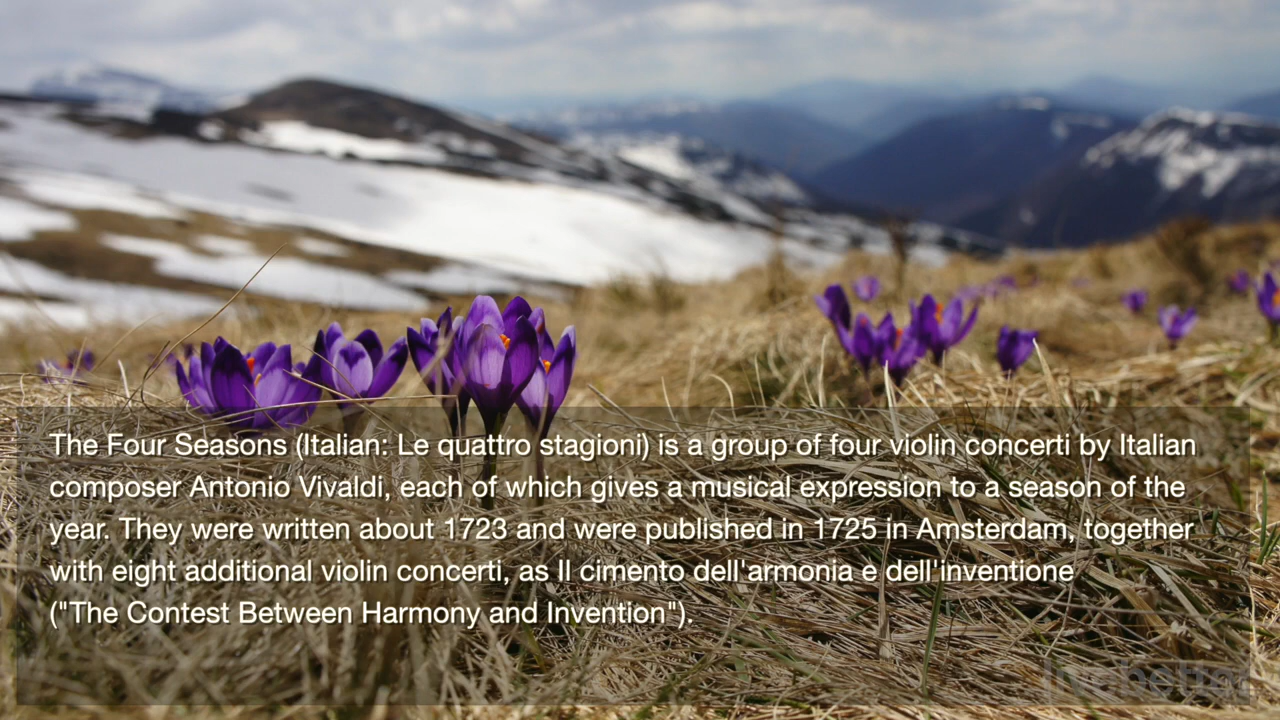 The Four Seasons (Italian: Le quattro stagioni) is a group of four violin concerti by Italian
composer Antonio Vivaldi, each of which gives a musical expression to a season of the
year. They were written about 1723 and were published in 1725 in Amsterdam, together
with eight additional violin concerti, as Il cimento dell'armonia e dell'inventione
("The Contest Between Harmony and Invention").